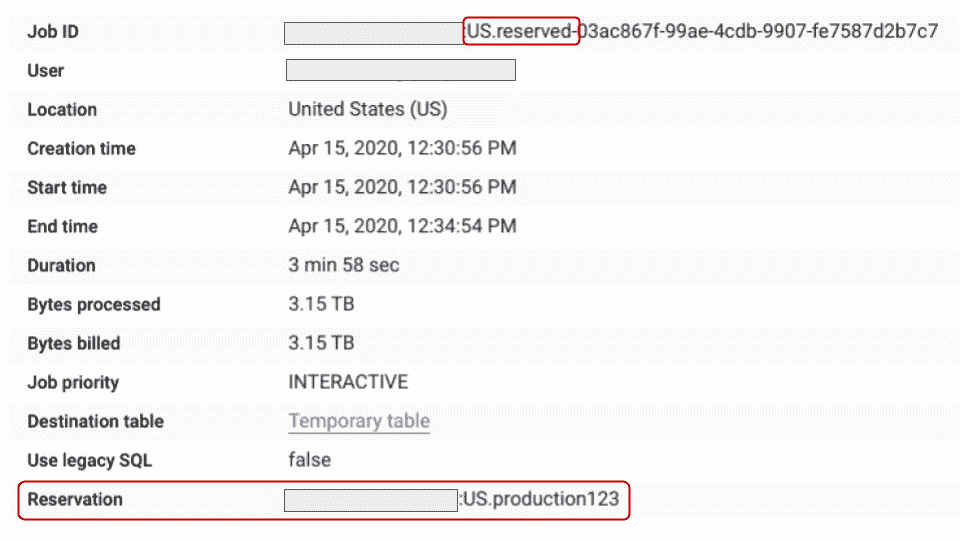 Job ID :US.reserved-03ac867f-99ae-4cdb-9907-fe7587d2b7c7
User
Location United States (US)
Creation time Apr 15, 2020, 12:30:56 PM
Start time Apr 15, 2020, 12:30:56 PM
End time Apr 15, 2020, 12:34:54 PM
Duration 3 min 58 sec
Bytes processed 3.15 TB
Bytes billed 3.15 TB
Job priority INTERACTIVE
Destination table Temporary table
Use legacy SQL false
Reservation :US.production123